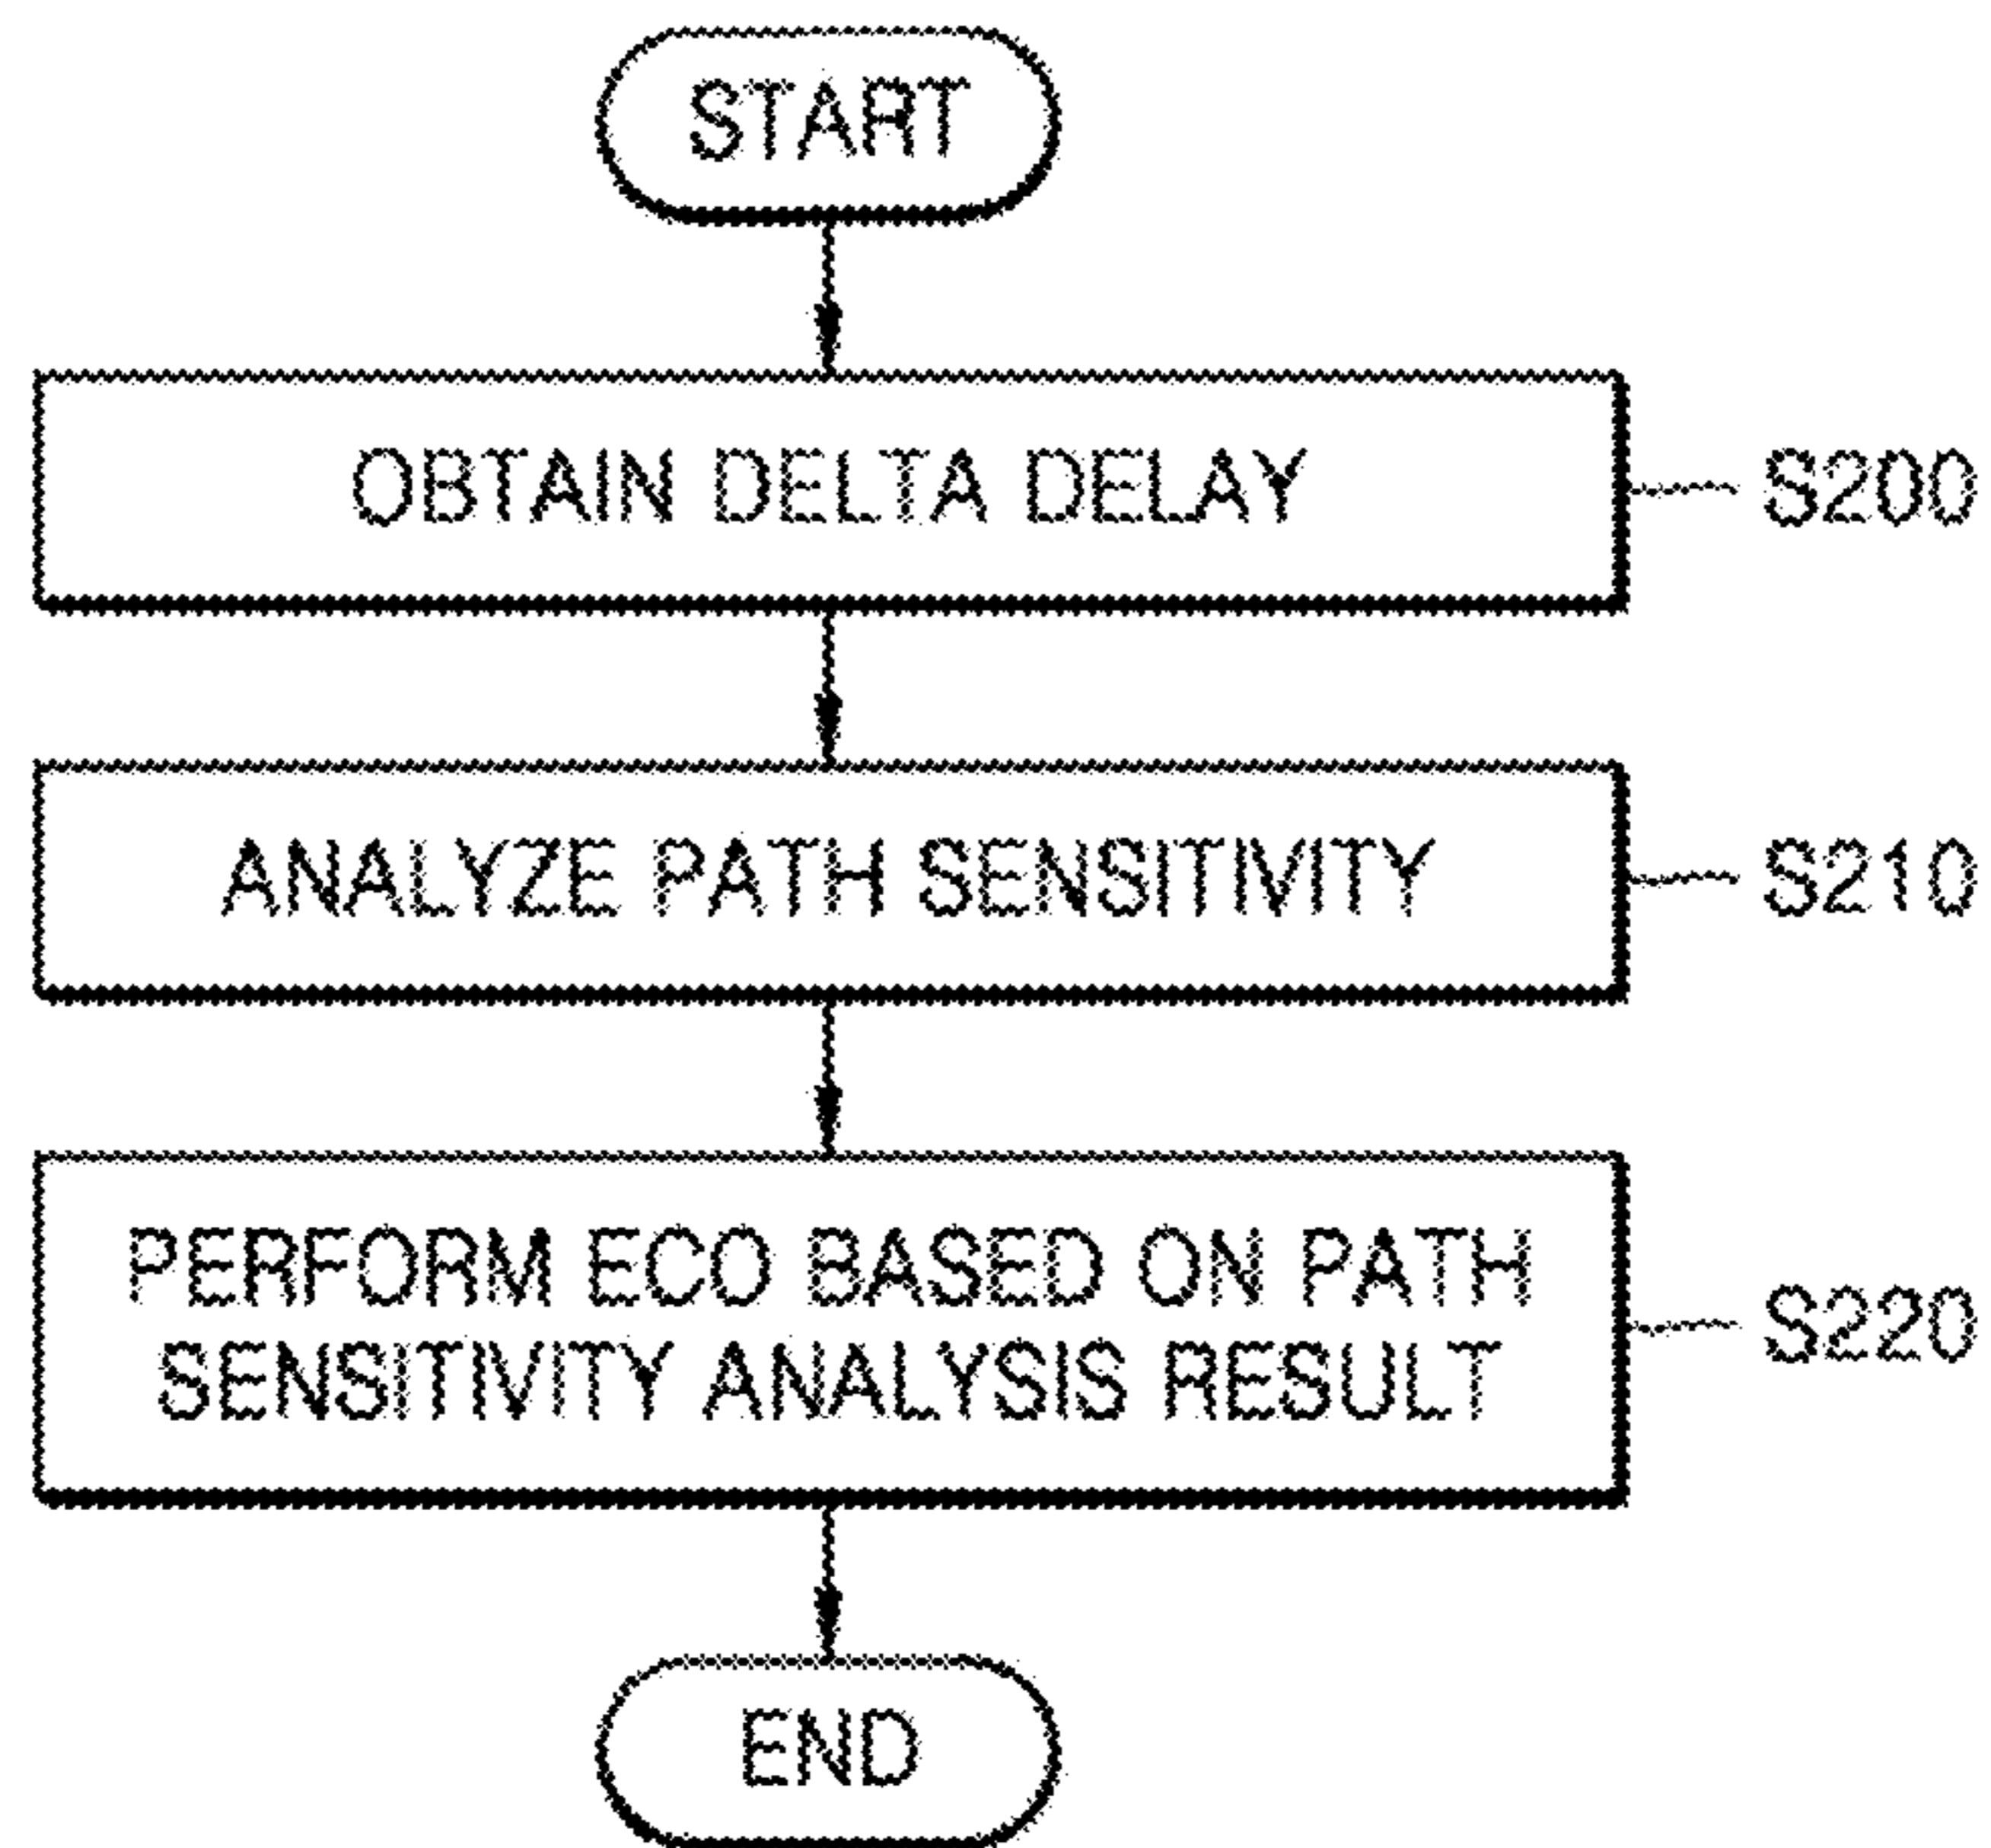 START
OBTAIN DELTA DELAY
S200
ANALYZE PATH SENSITIVITY
S210
PERFORM ECO BASED ON PATH
SENSITIVITY ANALYSIS RESULT
S220
END